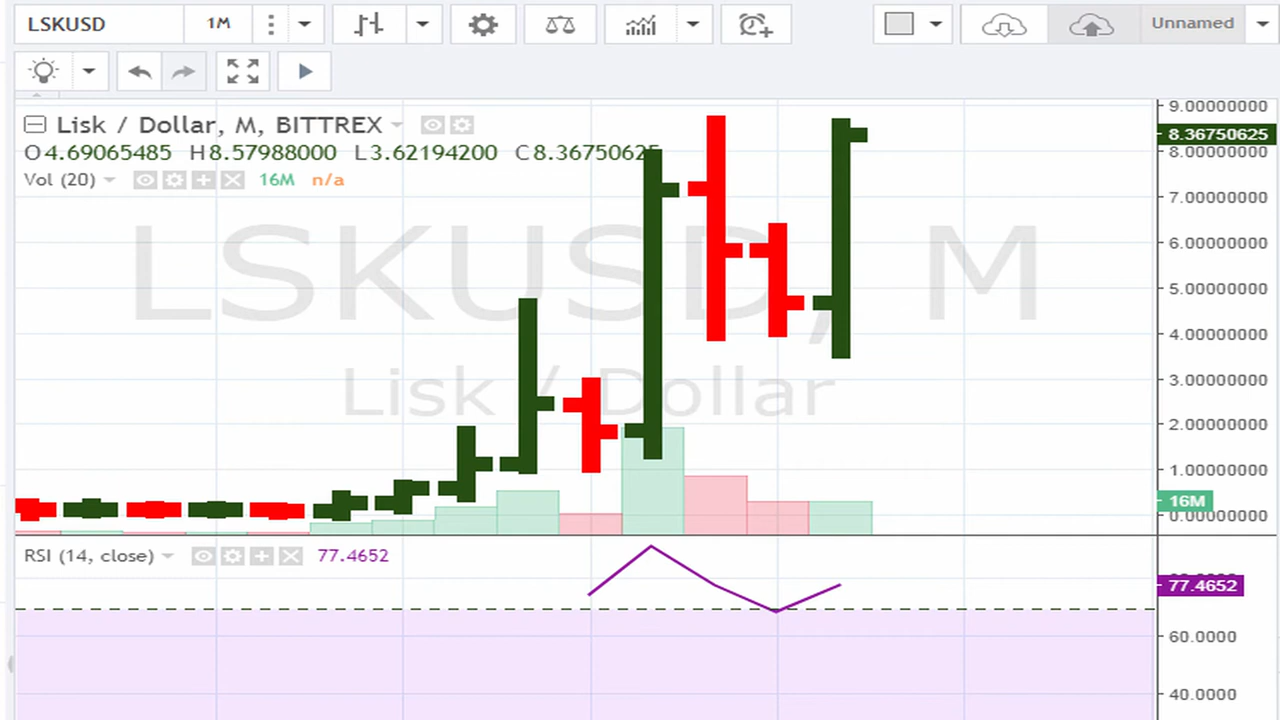 LSKUSD 1M Unnamed
9.00000000
Lisk / Dollar, M, BITTREX
8.36750625
O4.69065485 H8.57988000 L3.62194200 C8.36750625
8.00000000
Vol (20) 16M n/a
7.00000000
6.00000000
LSKUSD, M
5.00000000
4.00000000
3.00000000
Lisk / Dollar
2.00000000
1.00000000
16M
0.00000000
RSI (14, close) 77.4652
77.4652
60.0000
40.0000